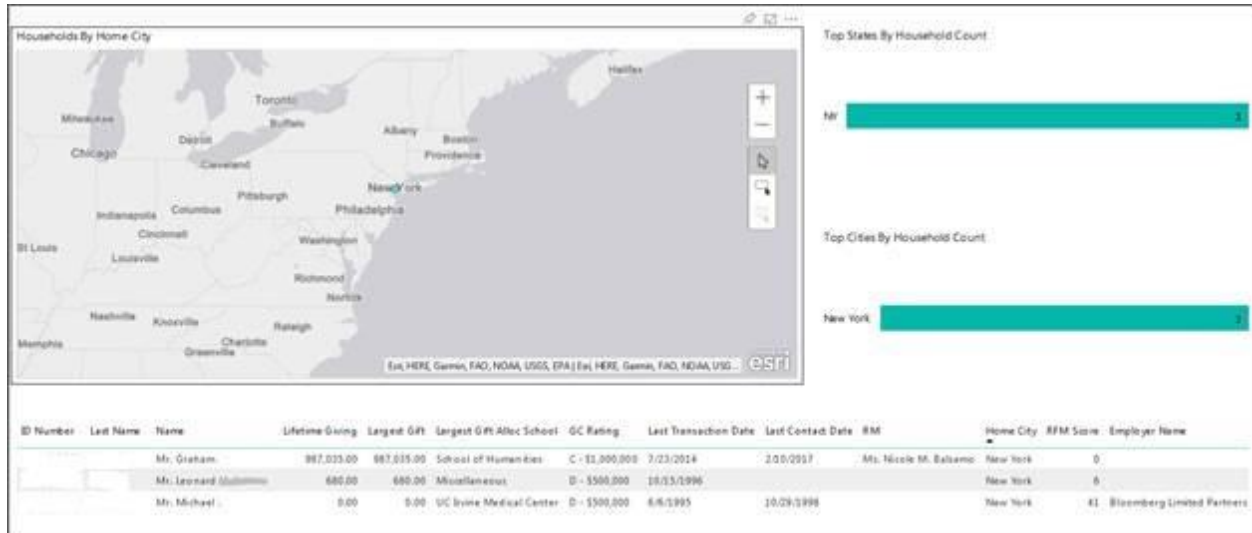 Households By Home City
Halifax
Toronto
Milwaukee
Buffalo
Albany
Boston
Detroit
Chicago
Providence
Cleveland
New York
Pittsburgh
Philadelphia
Indianapolis
Columbus
Cincinnati
Washington
St Louis
Louisville
Richmond
Norfolk
Nashville
Knoxville
Raleigh
Memphis
Charlotte
Greenville
Esri, HERE, Garmin, FAO, NOAA, USGS, EPA | Esri, HERE, Garmin, FAO, NOAA, USG...
esri
Top States By Household Count
NY
Top Cities By Household Count
New York
ID Number Last Name Name Lifetime Giving Largest Gift Largest Gift Alloc School GC Rating Last Transaction Date Last Contact Date RM Home City RFM Score Employer Name
Mr. Graham 987,035.00 School of Humanities C - $1,000,000 7/23/2014 2/10/2017 Ms. Nicole M. Balsamo New York 0
Mr. Leonard 680.00 680.00 Miscellaneous D - $500,000 10/15/1996 New York 6
Mr. Michael 0.00 0.00 UC Irvine Medical Center D - $500,000 6/6/1995 10/29/1998 New York 41 Bloomberg Limited Partners